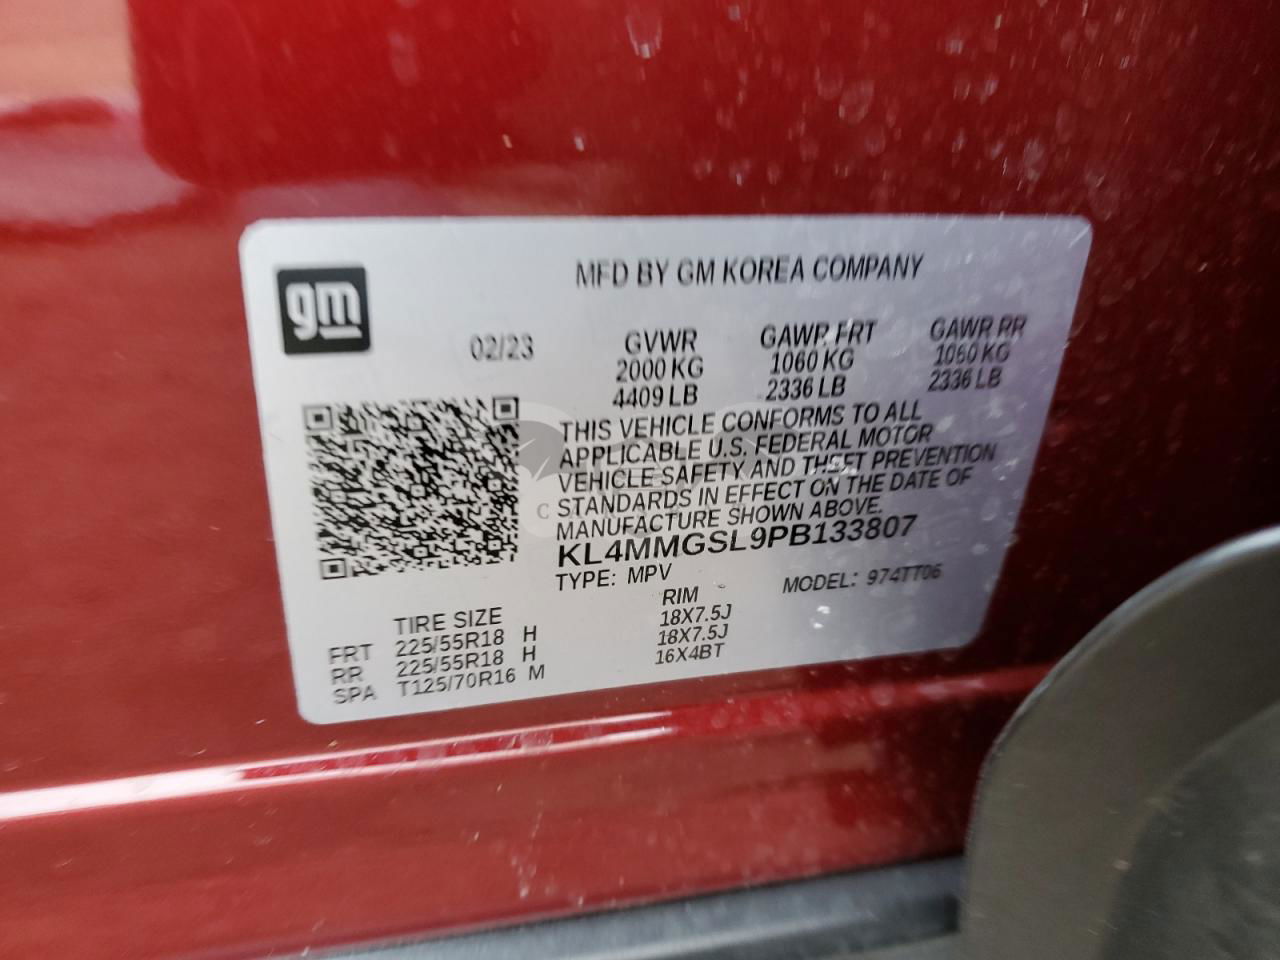 gm
MFD BY GM KOREA COMPANY
02/23
GVWR GAWR FRT GAWR RR
2000 KG 1060 KG 1060 KG
4409 LB 2336 LB 2336 LB
THIS VEHICLE CONFORMS TO ALL
APPLICABLE U.S. FEDERAL MOTOR
VEHICLE SAFETY AND THEFT PREVENTION
STANDARDS IN EFFECT ON THE DATE OF
MANUFACTURE SHOWN ABOVE.
KL4MMGSL9PB133807
TYPE: MPV MODEL: 974TT06
TIRE SIZE RIM
FRT 225/55R18 H 18X7.5J
RR 225/55R18 H 18X7.5J
SPA T125/70R16 M 16X4BT